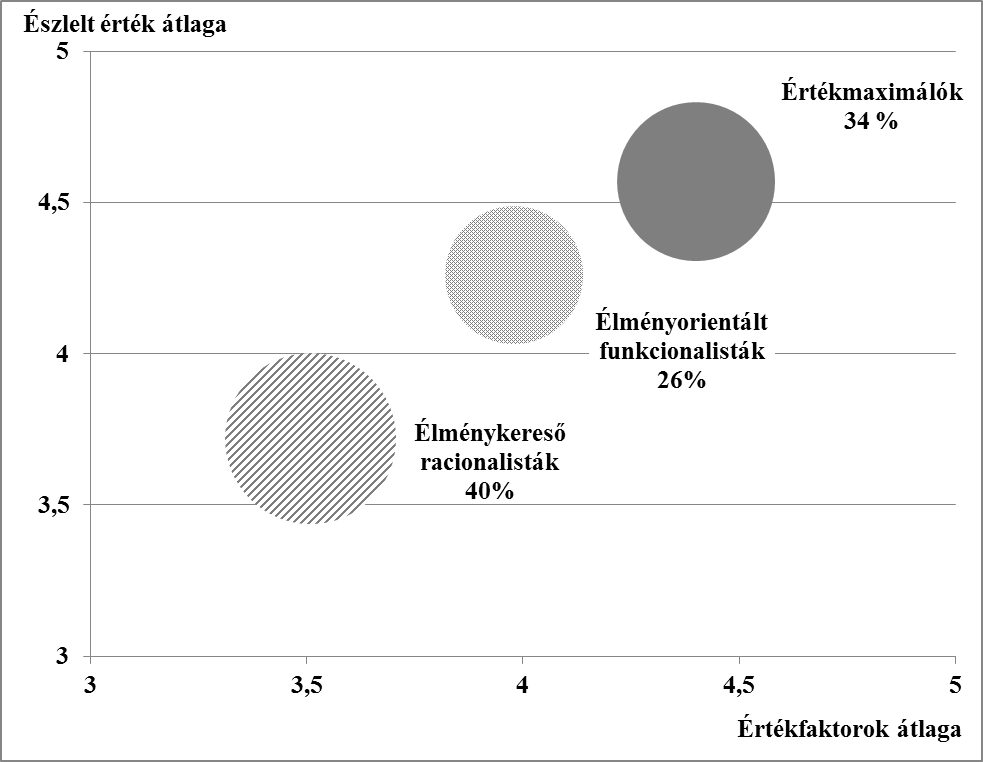 Észlelt érték átlaga
5
4,5
4
3,5
3
Értékmaximálók
34 %
Élményorientált
funkcionalisták
26%
Élménykereső
racionalisták
40%
3
3,5
4
4,5
5
Értékfaktorok átlaga